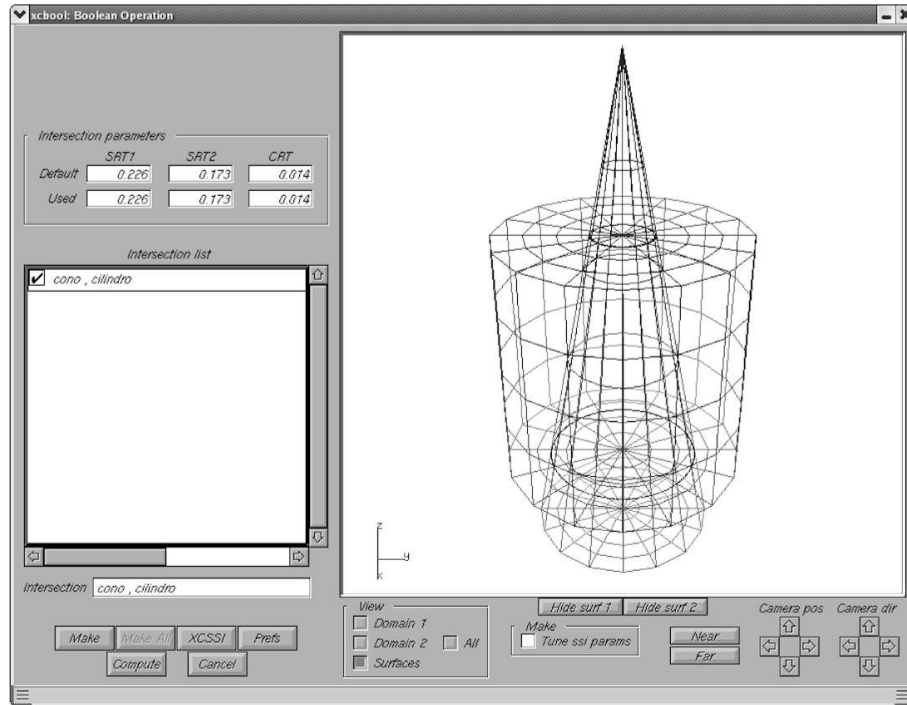 xcbool: Boolean Operation
Intersection parameters
SRT1 SRT2 CRT
Default 0.226 0.173 0.014
Used 0.226 0.173 0.014
Intersection list
cono , cilindro
Intersection cono , cilindro
Make Make All XCSSI Prefs
Compute Cancel
z
y
x
View
Domain 1
Domain 2 All
Surfaces
Hide surf 1 Hide surf 2
Make
Tune ssi params
Near
Far
Camera pos Camera dir